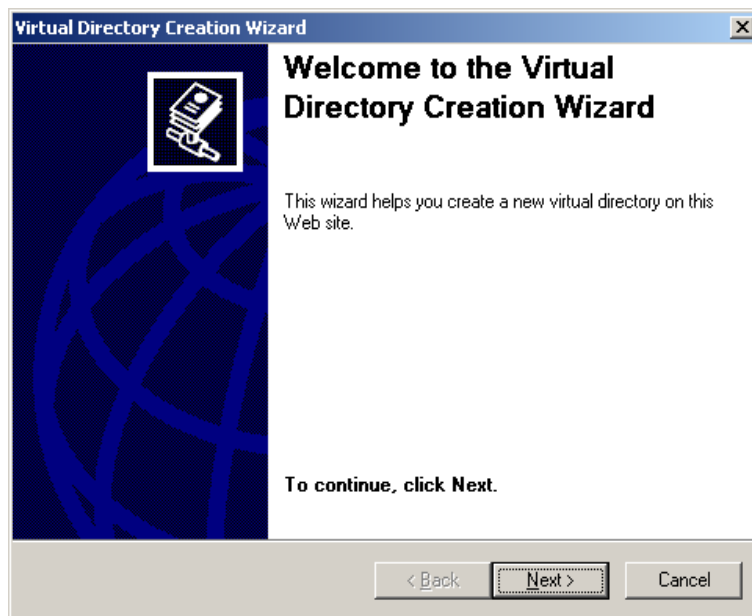 Virtual Directory Creation Wizard
Welcome to the Virtual
Directory Creation Wizard
This wizard helps you create a new virtual directory on this
Web site.
To continue, click Next.
< Back
Next >
Cancel